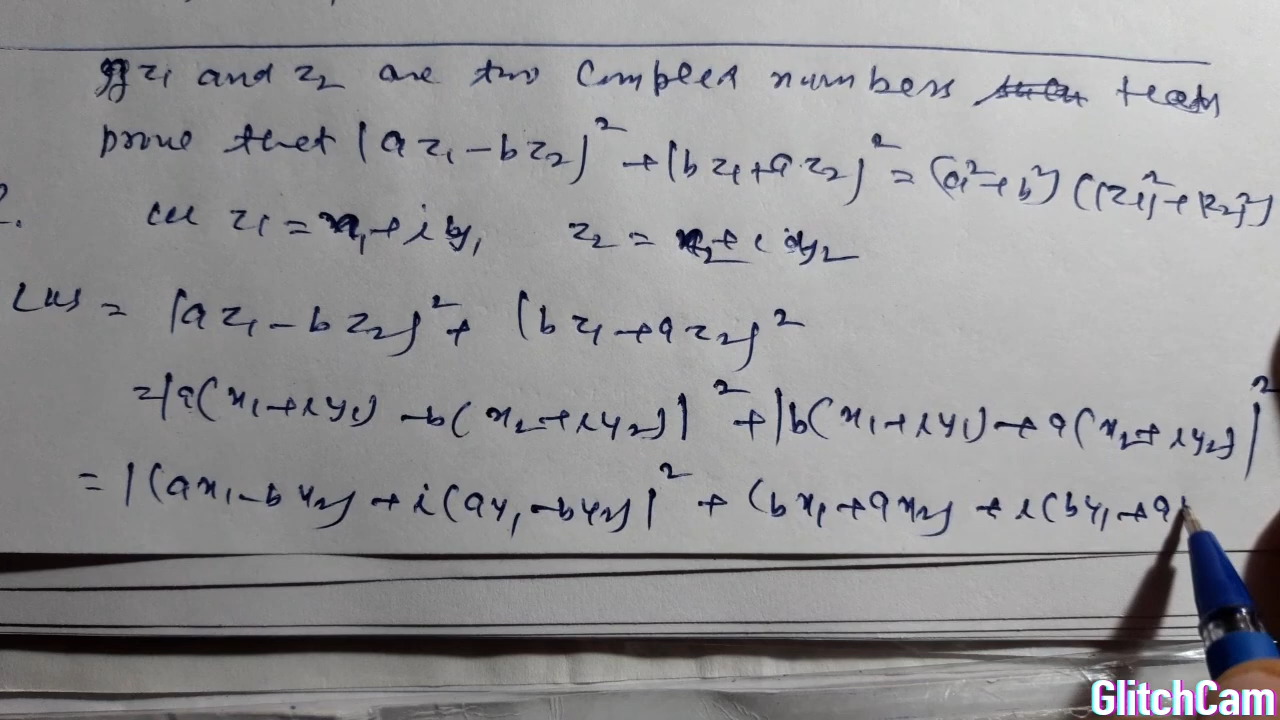 If z₁ and z₂ are two complex numbers then
prove that |az₁ - bz₂|² + |bz₁ + az₂|² = (a² + b²) (|z₁|² + |z₂|²)
z₁ = x₁ + iy₁ z₂ = x₂ + iy₂
LHS = |az₁ - bz₂|² + |bz₁ + az₂|²
= |a(x₁ + iy₁) - b(x₂ + iy₂)|² + |b(x₁ + iy₁) + a(x₂ + iy₂)|²
= |(ax₁ - by₂) + i(ay₁ - by₂)|² + (bx₁ + ax₂) + i(by₁ + a
GlitchCam